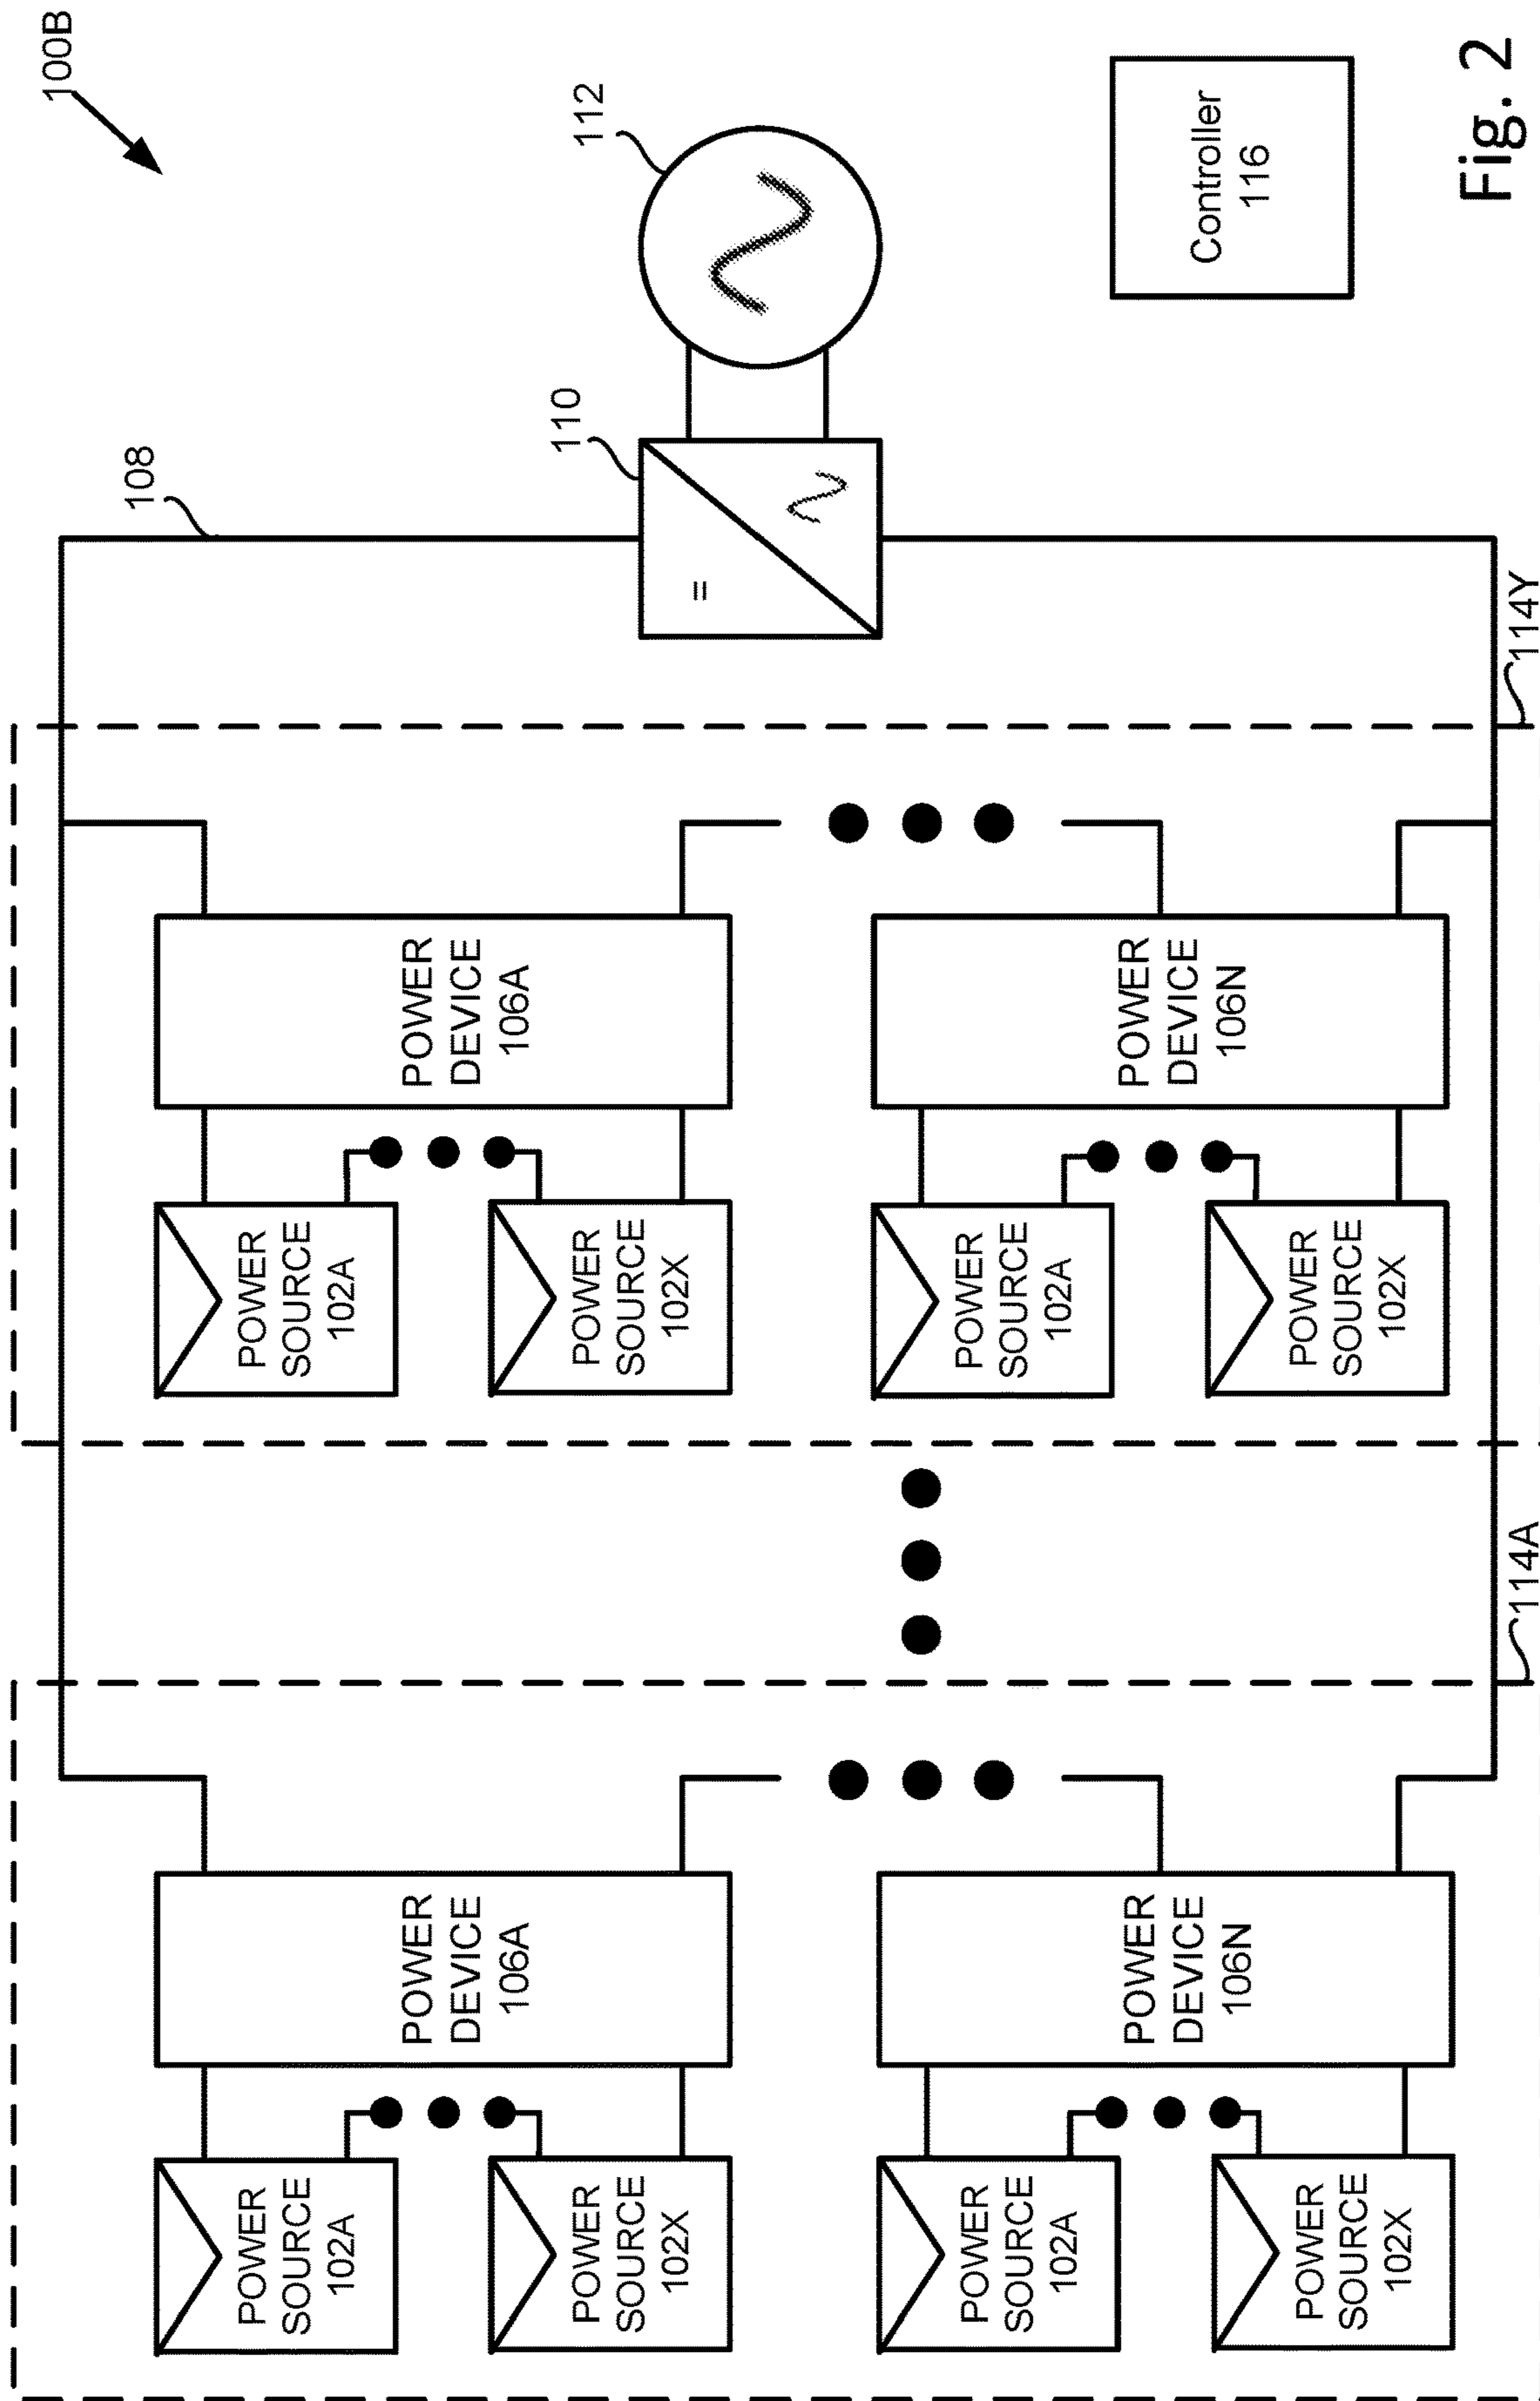 100B
108
110
112
POWER
SOURCE
102A
POWER
SOURCE
102X
POWER
DEVICE
106A
POWER
SOURCE
102A
POWER
SOURCE
102X
POWER
DEVICE
106A
=
POWER
SOURCE
102A
POWER
SOURCE
102X
POWER
DEVICE
106N
POWER
SOURCE
102A
POWER
SOURCE
102X
POWER
DEVICE
106N
Controller
116
114A
114Y
Fig. 2